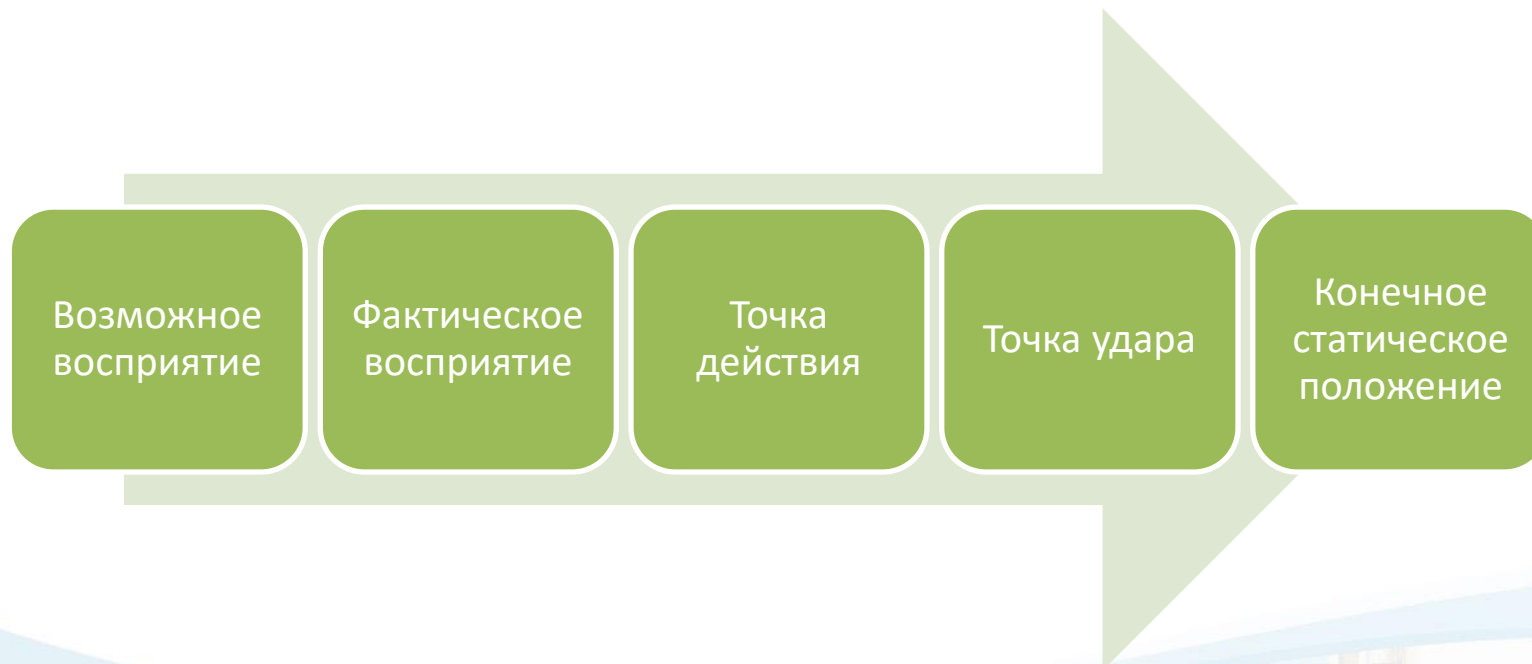 Возможное
восприятие
Фактическое
восприятие
Точка
действия
Точка удара
Конечное
статическое
положение